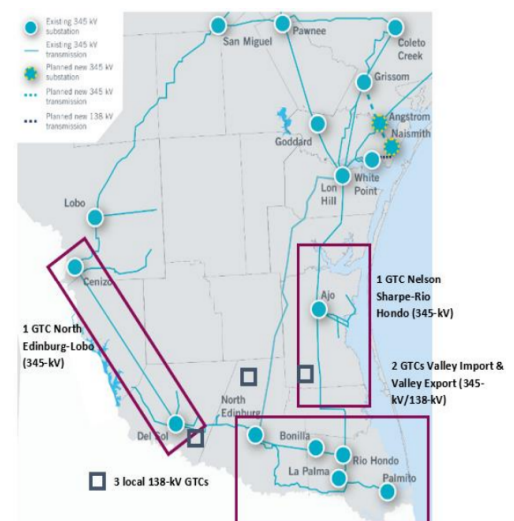 Existing 345 kV
substation
Existing 345 kV
transmission
Planned new 345 kV
substation
Planned new 345 kV
transmission
Planned new 138 kV
transmission
San Miguel
Pawnee
Coleto
Creek
Grissom
Angstrom
Naismith
Goddard
White
Point
Lon
Hill
Lobo
Cenizo
1 GTC Nelson
Sharpe-Rio
Hondo (345-kV)
Ajo
1 GTC North
Edinburg-Lobo
(345-kV)
2 GTCs Valley Import &
Valley Export (345-
kV/138-kV)
North
Edinburg
Del Sol
Bonilla
Rio Hondo
La Palma
Palmito
3 local 138-kV GTCs